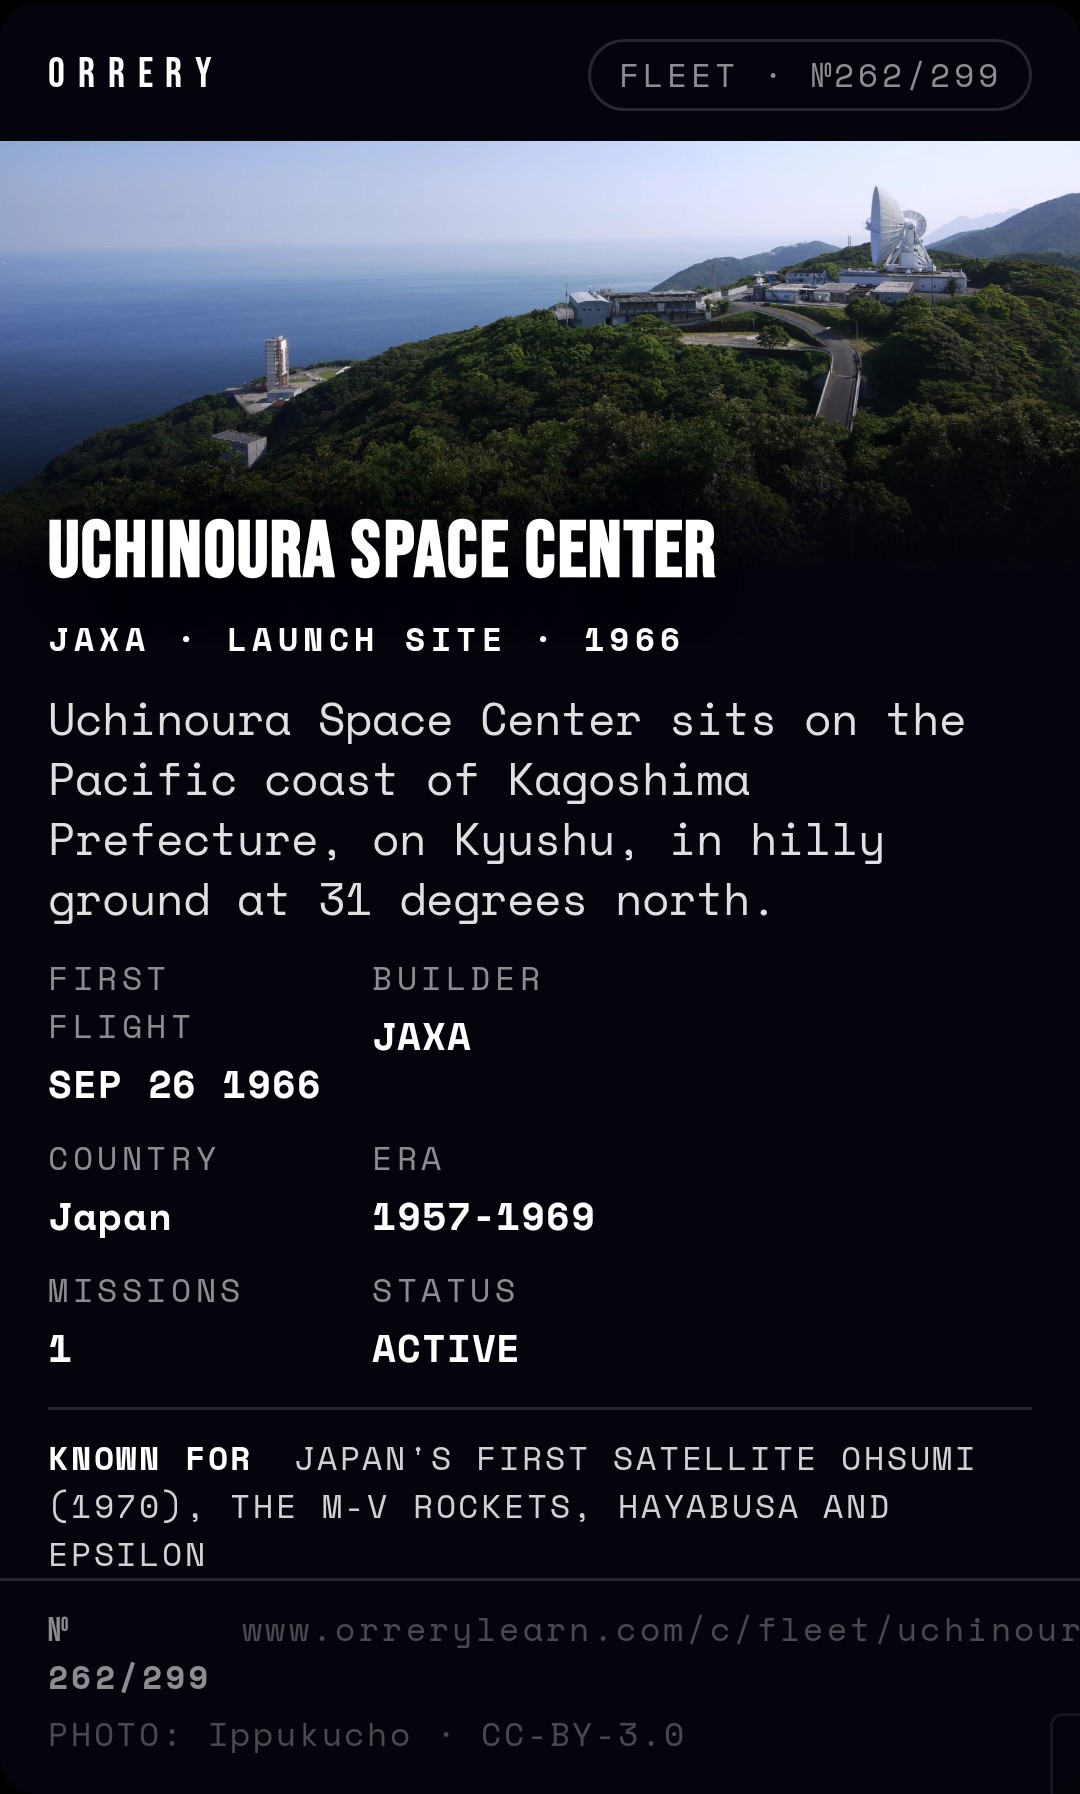 ORRERY
FLEET · №262/299
UCHINOURA SPACE CENTER
JAXA · LAUNCH SITE · 1966
Uchinoura Space Center sits on the
Pacific coast of Kagoshima
Prefecture, on Kyushu, in hilly
ground at 31 degrees north.
FIRST
FLIGHT
SEP 26 1966
BUILDER
JAXA
COUNTRY
Japan
ERA
1957-1969
MISSIONS
1
STATUS
ACTIVE
KNOWN FOR JAPAN'S FIRST SATELLITE OHSUMI
(1970), THE M-V ROCKETS, HAYABUSA AND
EPSILON
№
262/299
www.orrerylearn.com/c/fleet/uchinour
PHOTO: Ippukucho · CC-BY-3.0